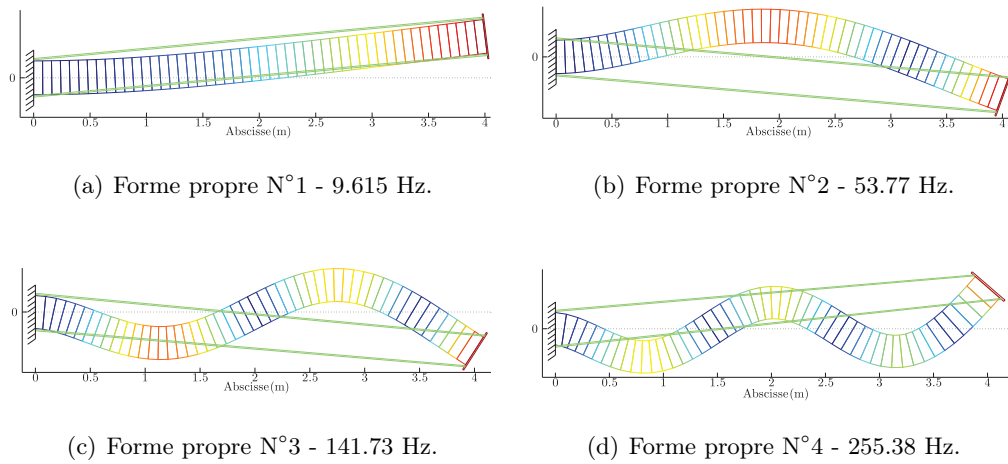 0
0 0.5 1 1.5 2 2.5 3 3.5 4
Abscisse(m)
(a) Forme propre N°1 - 9.615 Hz.
0
0 0.5 1 1.5 2 2.5 3 3.5 4
Abscisse(m)
(b) Forme propre N°2 - 53.77 Hz.
0
0 0.5 1 1.5 2 2.5 3 3.5 4
Abscisse(m)
(c) Forme propre N°3 - 141.73 Hz.
0
0 0.5 1 1.5 2 2.5 3 3.5 4
Abscisse(m)
(d) Forme propre N°4 - 255.38 Hz.